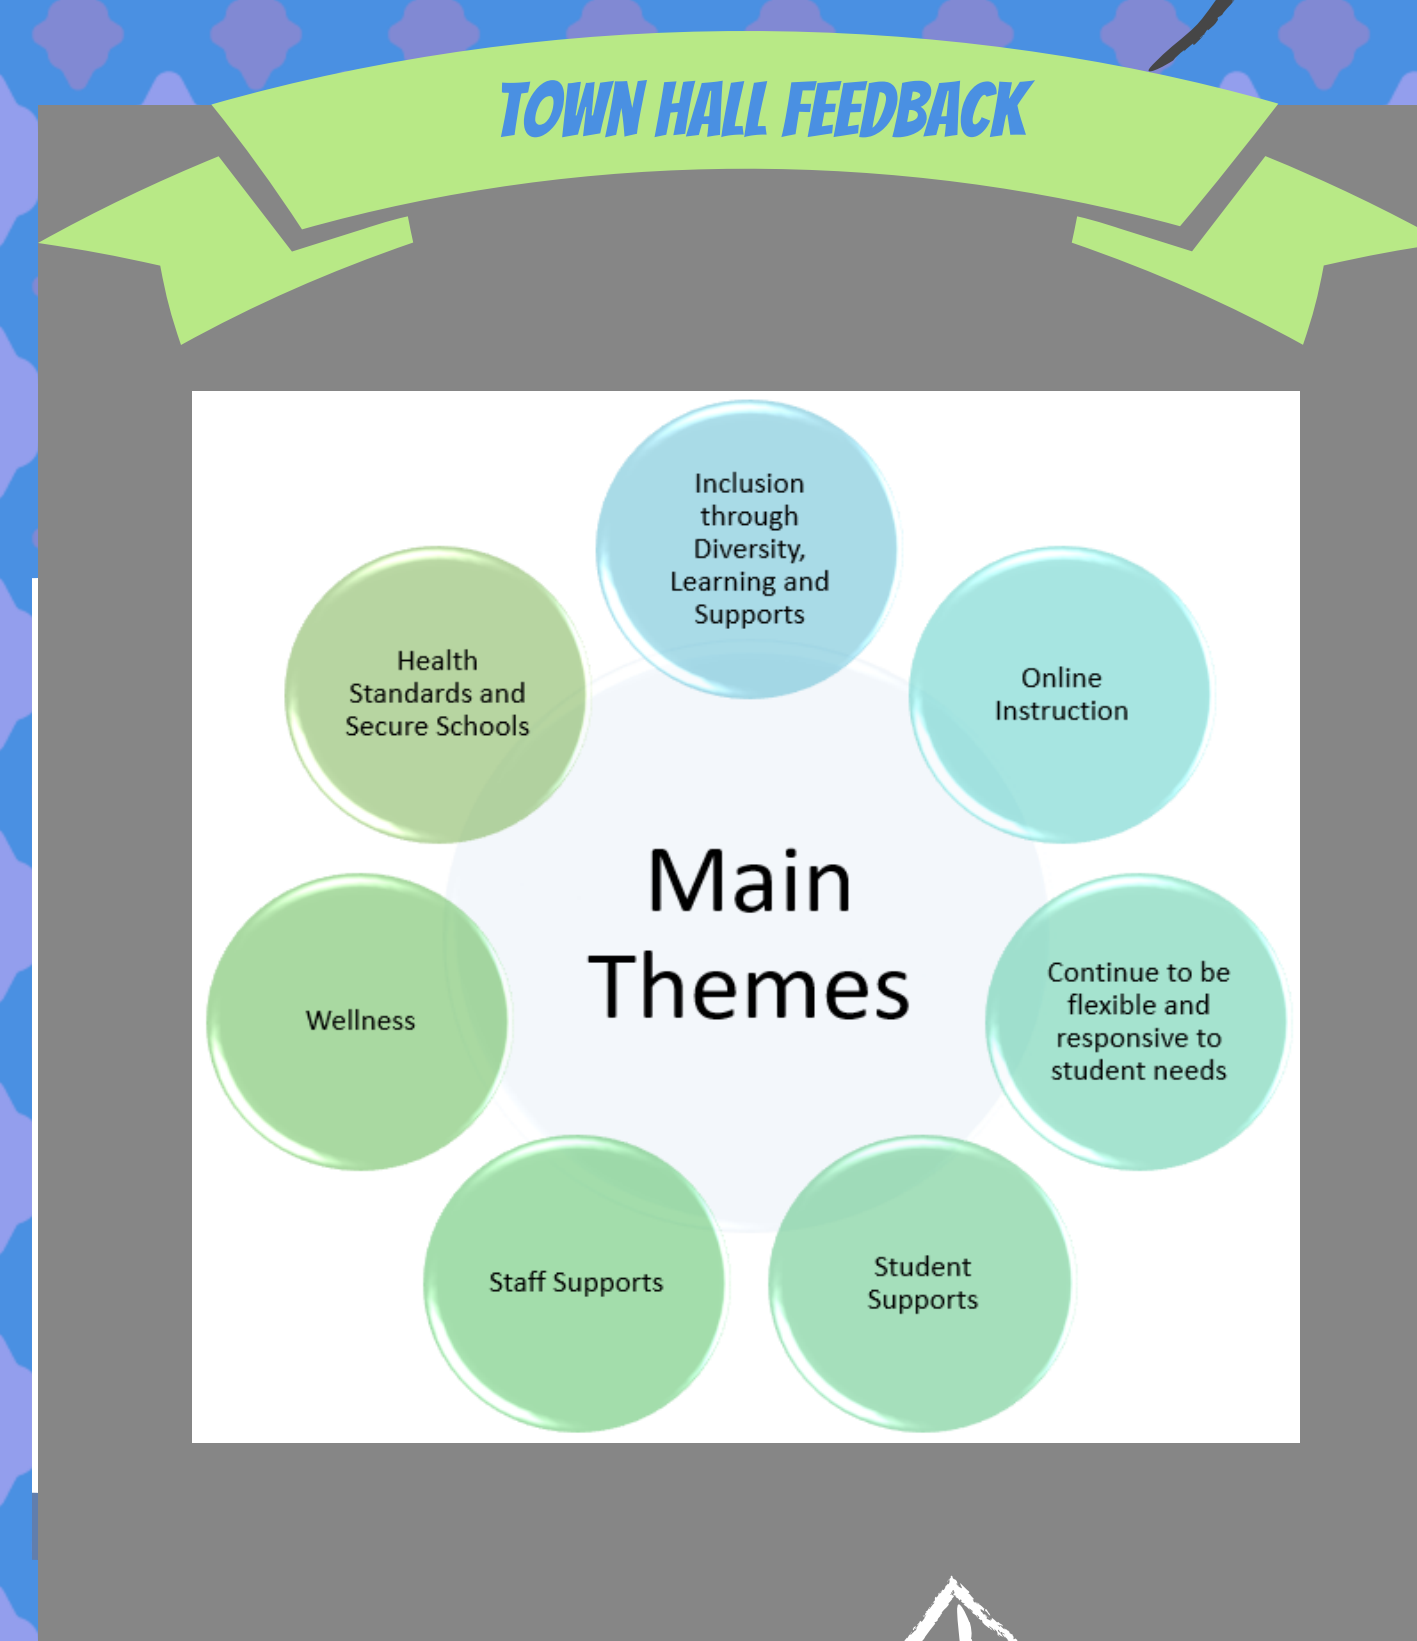 TOWN HALL FEEDBACK
Inclusion
through
Diversity,
Learning and
Supports
Online
Instruction
Continue to be
flexible and
responsive to
student needs
Student
Supports
Staff Supports
Wellness
Health
Standards and
Secure Schools
Main
Themes